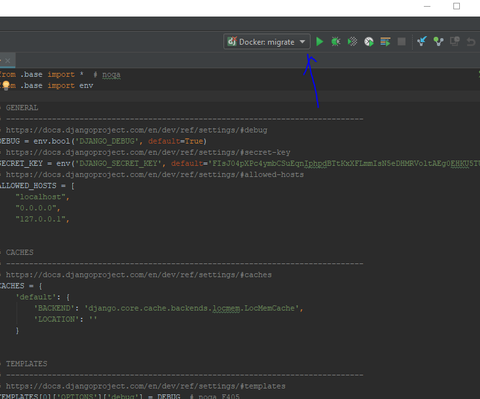 Docker: migrate
from .base import * # noqa
from .base import env
GENERAL
------------------------------------------------------------------------------
https://docs.djangoproject.com/en/dev/ref/settings/#debug
DEBUG = env.bool('DJANGO_DEBUG', default=True)
https://docs.djangoproject.com/en/dev/ref/settings/#secret-key
SECRET_KEY = env('DJANGO_SECRET_KEY', default=
https://docs.djangoproject.com/en/dev/ref/settings/#allowed-hosts
ALLOWED_HOSTS = [
"localhost",
"0.0.0.0",
"127.0.0.1",
CACHES
------------------------------------------------------------------------------
https://docs.djangoproject.com/en/dev/ref/settings/#caches
CACHES = {
'default': {
'BACKEND': 'django.core.cache.backends.locmem.LocMemCache',
'LOCATION': ''
}
TEMPLATES
------------------------------------------------------------------------------
https://docs.djangoproject.com/en/dev/ref/settings/#templates
TEMPLATES[0]['OPTIONS']['debug'] = DEBUG # noqa F405